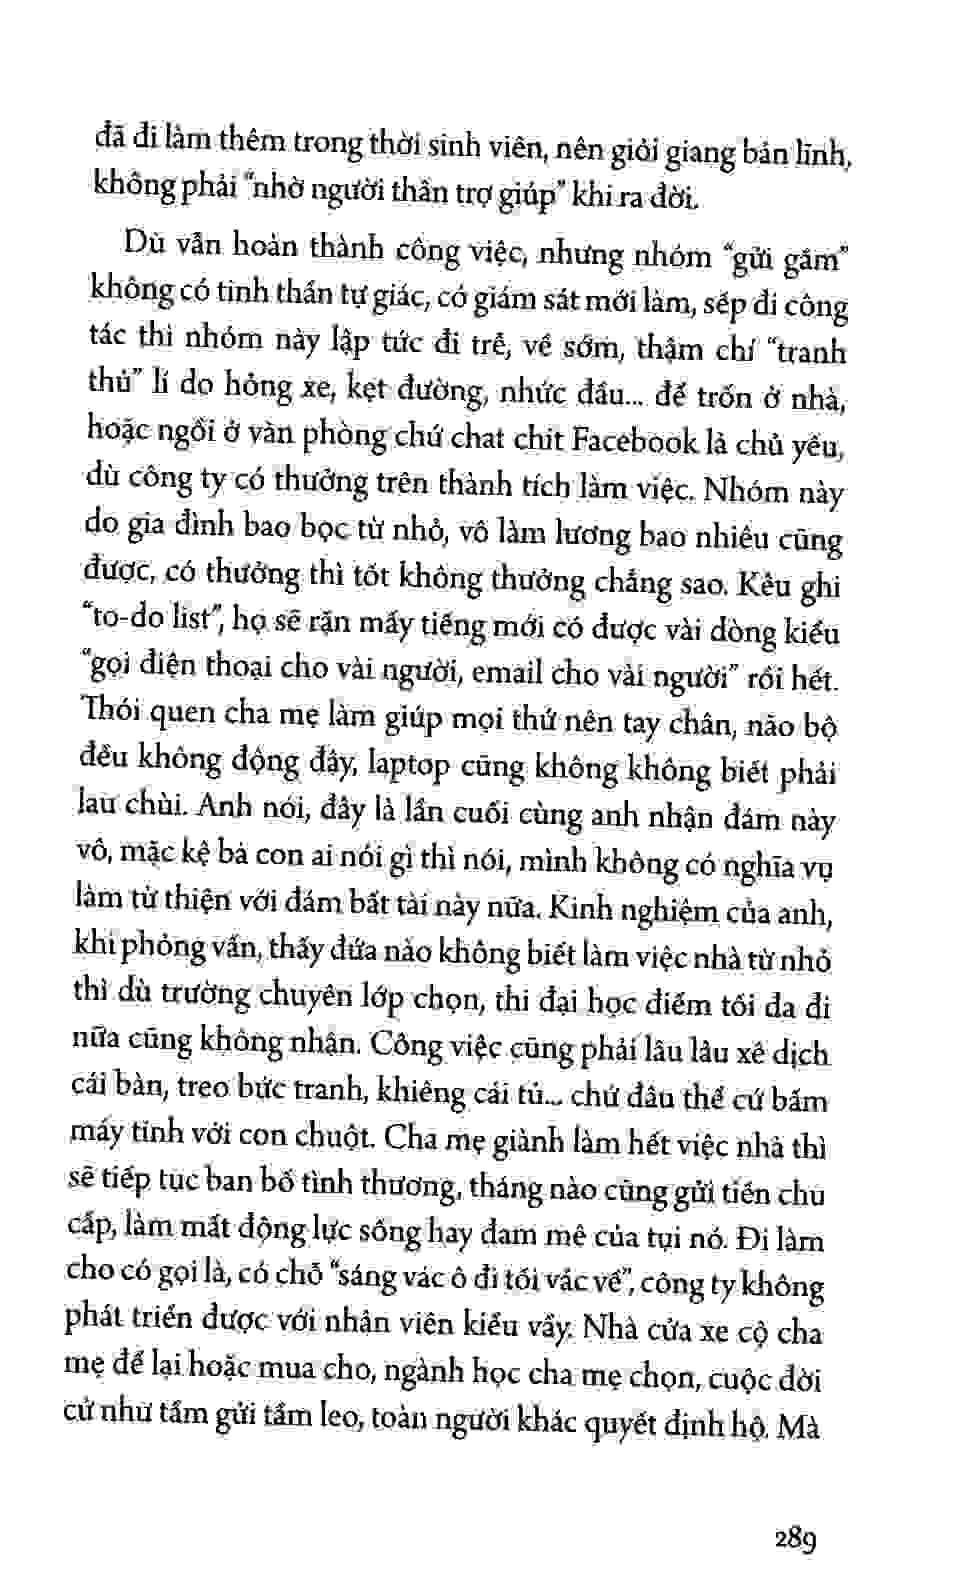 đã đi làm thêm trong thời sinh viên, nên giỏi giang bản lĩnh,
không phải “nhờ người thân trợ giúp” khi ra đời.
Dù vẫn hoàn thành công việc, nhưng nhóm “gửi gắm”
không có tinh thần tự giác, có giám sát mới làm, sếp đi công
tác thì nhóm này lập tức đi trễ, về sớm, thậm chí “tranh
thủ” lí do hỏng xe, kẹt đường, nhức đầu... để trốn ở nhà,
hoặc ngồi ở văn phòng chứ chat chit Facebook là chủ yếu,
dù công ty có thưởng trên thành tích làm việc. Nhóm này
do gia đình bao bọc từ nhỏ, vô làm lương bao nhiêu cũng
được, có thưởng thì tốt không thưởng chẳng sao. Kêu ghi
“to-do list”, họ sẽ rặn mấy tiếng mới có được vài dòng kiểu
“gọi điện thoại cho vài người, email cho vài người” rồi hết.
Thói quen cha mẹ làm giúp mọi thứ nên tay chân, não bộ
đều không động đậy, laptop cũng không không biết phải
lau chùi. Anh nói, đây là lần cuối cùng anh nhận đám này
vô, mặc kệ bà con ai nói gì thì nói, mình không có nghĩa vụ
làm từ thiện với đám bất tài này nữa. Kinh nghiệm của anh,
khi phỏng vấn, thấy đứa nào không biết làm việc nhà từ nhỏ
thì dù trường chuyên lớp chọn, thi đại học điểm tối đa đi
nữa cũng không nhận. Công việc cũng phải lâu lâu xê dịch
cái bàn, treo bức tranh, khiêng cái tủ... chứ đâu thể cứ bấm
máy tính với con chuột. Cha mẹ giành làm hết việc nhà thì
sẽ tiếp tục ban bố tình thương, tháng nào cũng gửi tiền chu
cấp, làm mất động lực sống hay đam mê của tụi nó. Đi làm
cho có gọi là, có chỗ “sáng vác ô đi tối vác về”, công ty không
phát triển được với nhân viên kiểu vầy. Nhà cửa xe cộ cha
mẹ để lại hoặc mua cho, ngành học cha mẹ chọn, cuộc đời
cứ như tầm gửi tầm leo, toàn người khác quyết định hộ. Mà
289